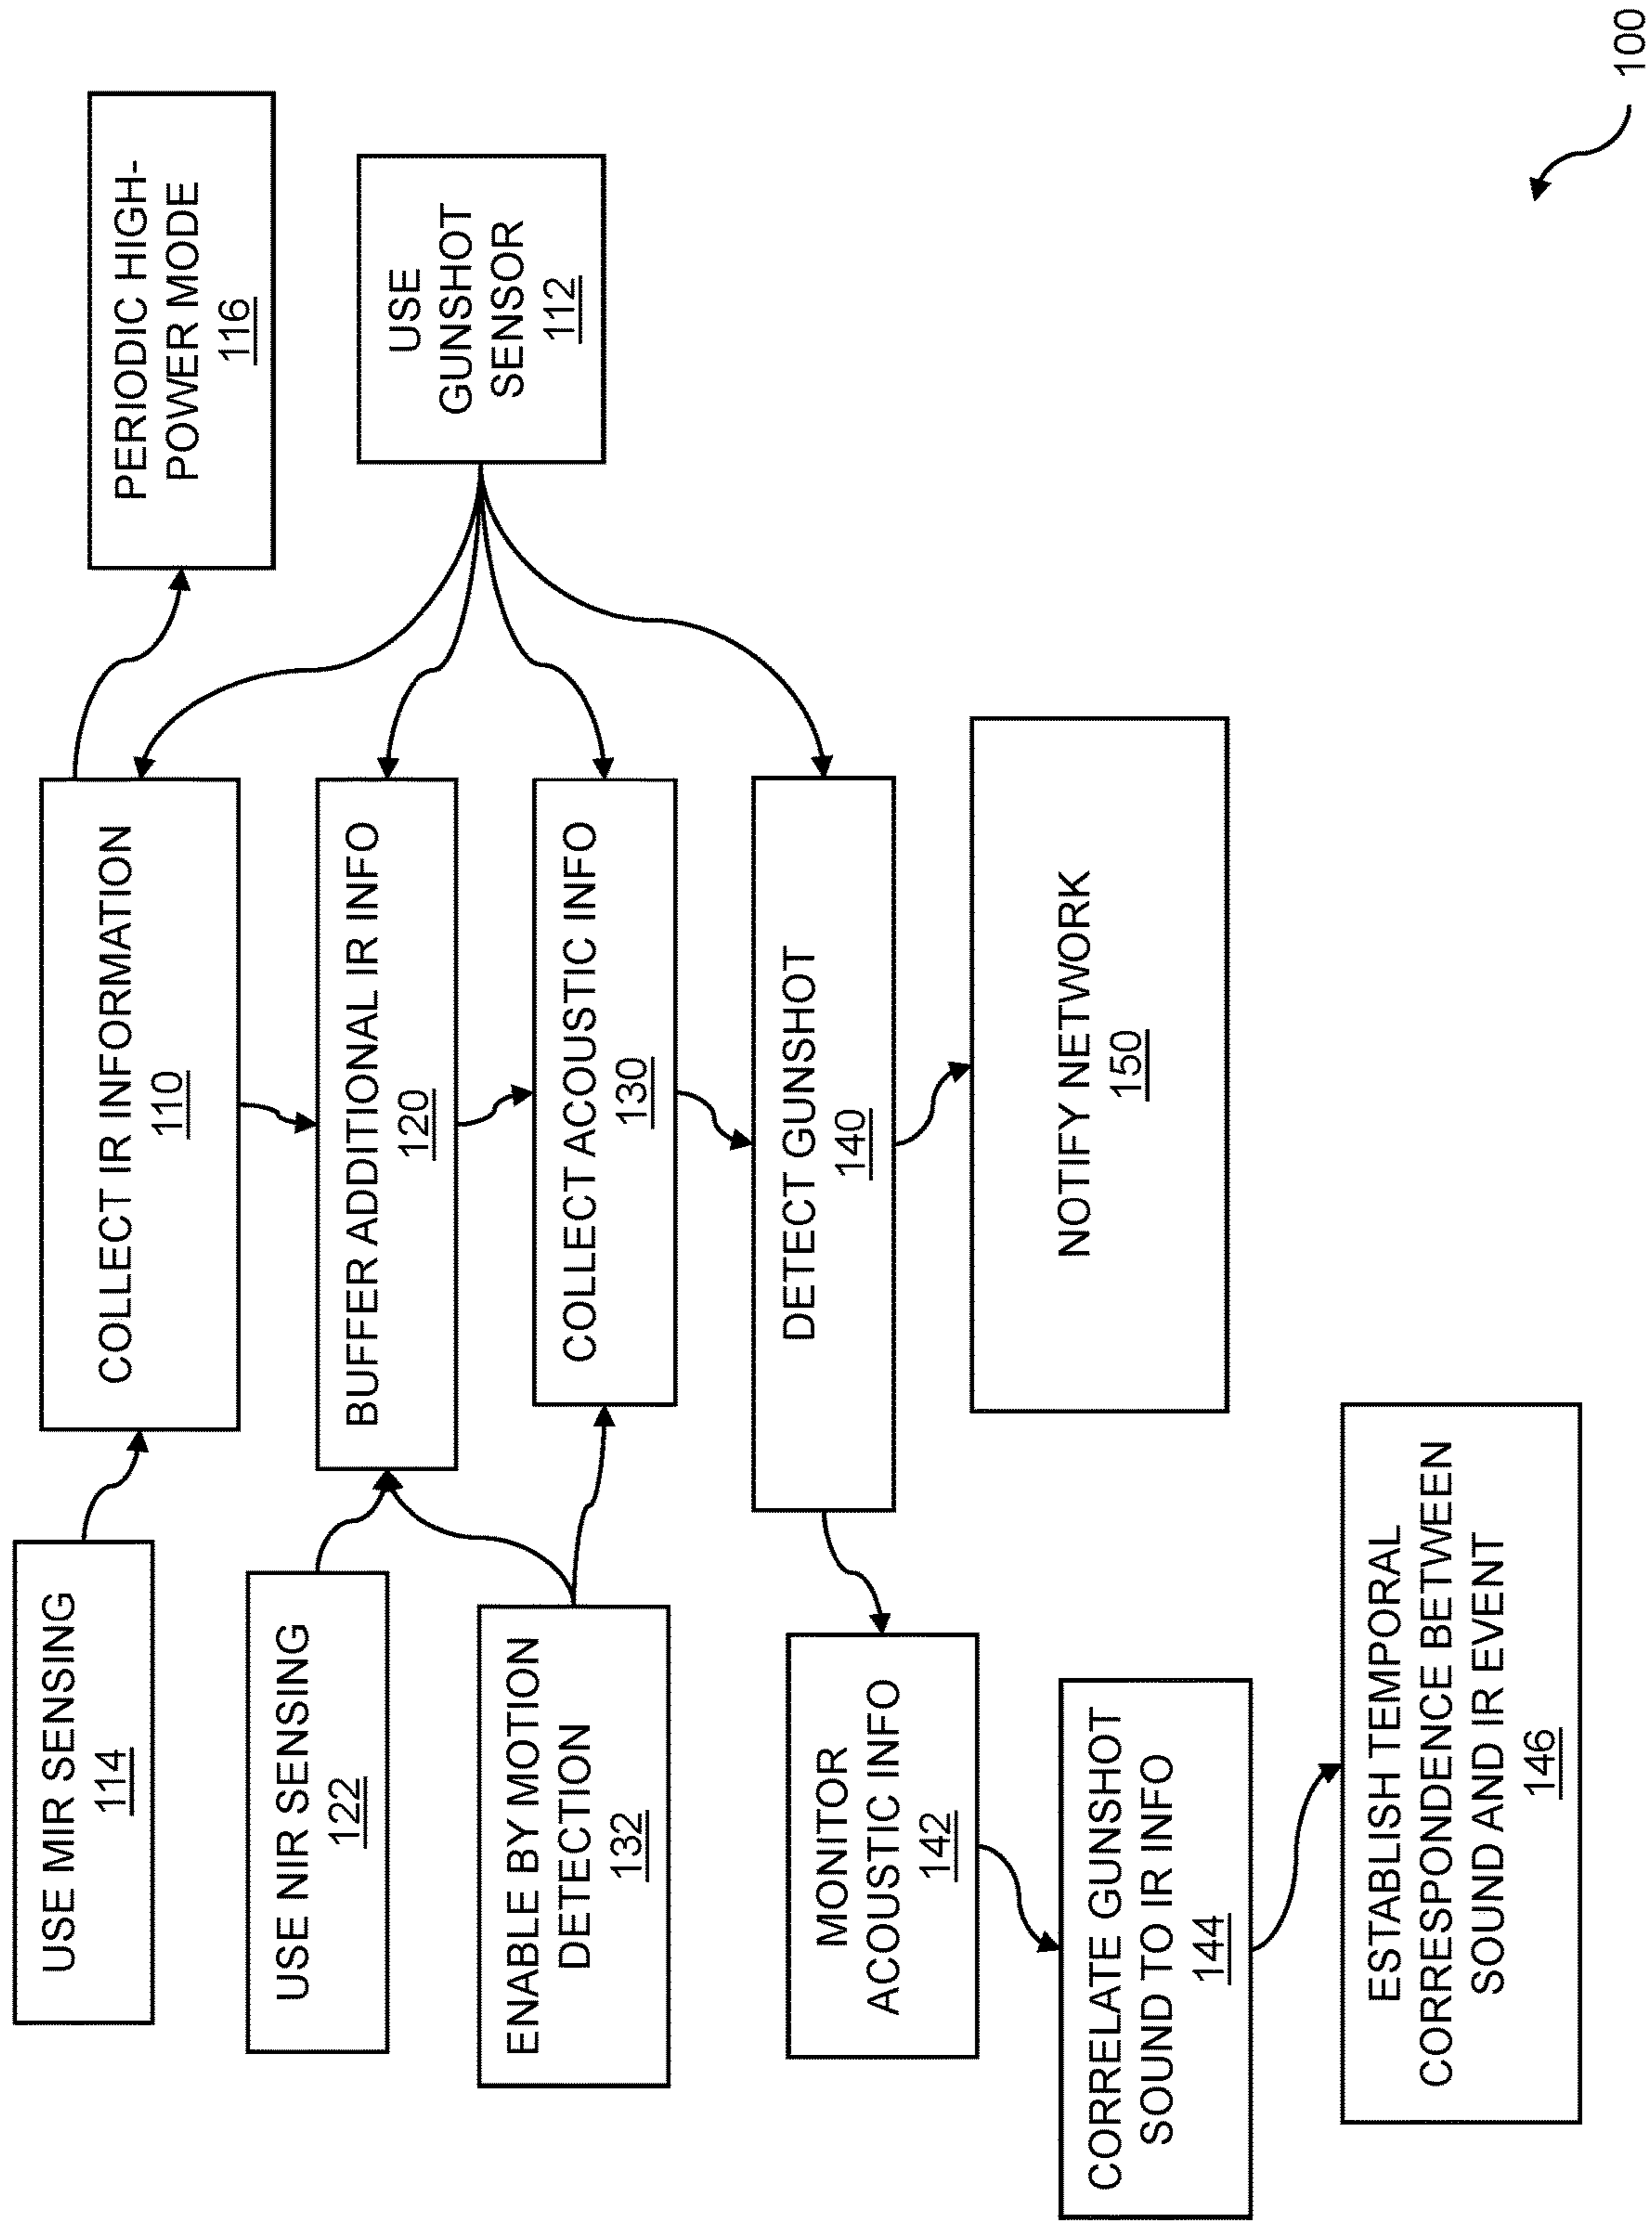 USE MIR SENSING
114
COLLECT IR INFORMATION
110
PERIODIC HIGH-
POWER MODE
116
USE NIR SENSING
122
BUFFER ADDITIONAL IR INFO
120
USE
GUNSHOT
SENSOR
112
ENABLE BY MOTION
DETECTION
132
COLLECT ACOUSTIC INFO
130
DETECT GUNSHOT
140
MONITOR
ACOUSTIC INFO
142
NOTIFY NETWORK
150
CORRELATE GUNSHOT
SOUND TO IR INFO
144
ESTABLISH TEMPORAL
CORRESPONDENCE BETWEEN
SOUND AND IR EVENT
146
100